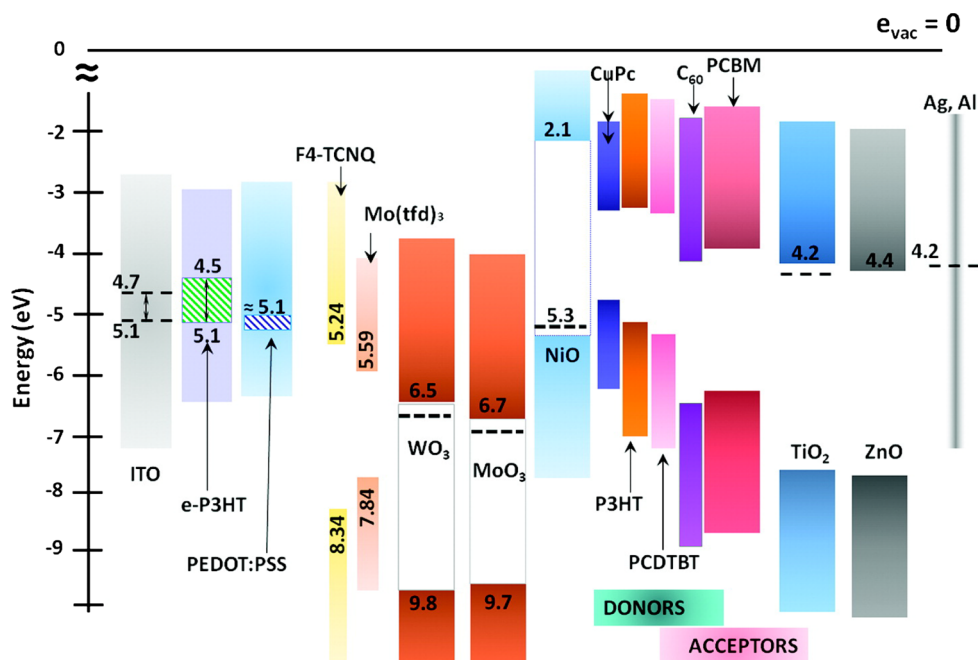 e_vac = 0
0
CuPc
C₆₀
PCBM
Ag, Al
-2
2.1
F4-TCNQ
-3
Mo(tfd)₃
-4
4.7
4.5
4.2
4.4
4.2
-5
5.1
5.1
≈ 5.1
5.24
5.59
5.3
NiO
Energy (eV)
-6
6.5
6.7
-7
ITO
WO₃
MoO₃
TiO₂
ZnO
-8
e-P3HT
7.84
P3HT
8.34
-9
PEDOT:PSS
PCDTBT
9.8
9.7
DONORS
ACCEPTORS